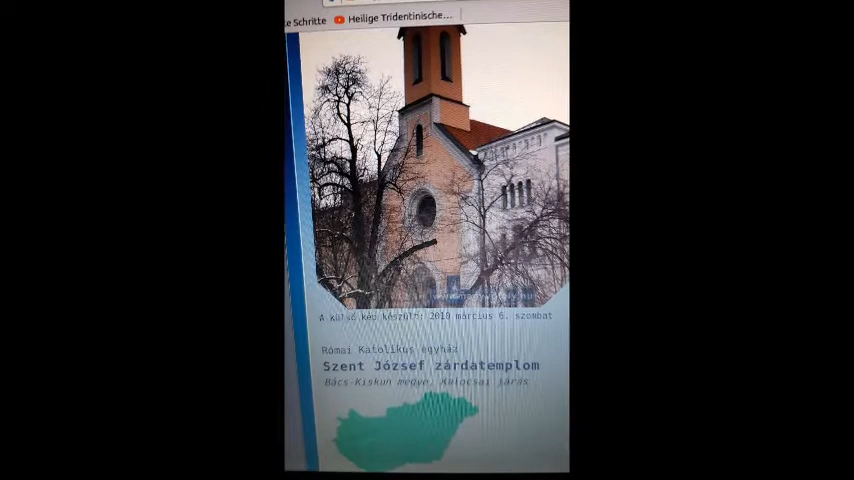 te Schritte Heilige Tridentinische...
A külső kép készült: 2010 március 6. szombat
Római Katolikus egyház
Szent József zárdatemplom
Bács-Kiskun megye, Kalocsai járás